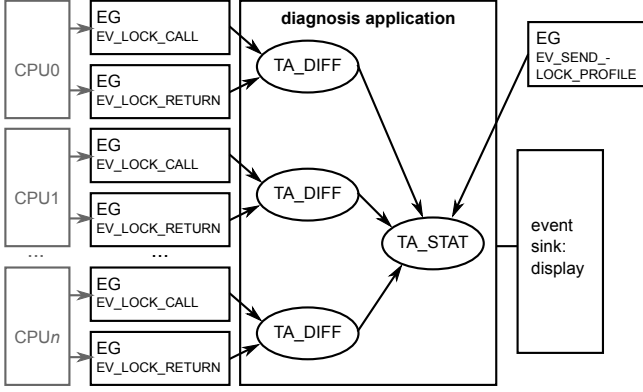 diagnosis application
CPU0
EG
EV_LOCK_CALL
EG
EV_LOCK_RETURN
TA_DIFF
EG
EV_SEND_-
LOCK_PROFILE
CPU1
EG
EV_LOCK_CALL
EG
EV_LOCK_RETURN
TA_DIFF
TA_STAT
event
sink:
display
...
...
CPUn
EG
EV_LOCK_CALL
EG
EV_LOCK_RETURN
TA_DIFF